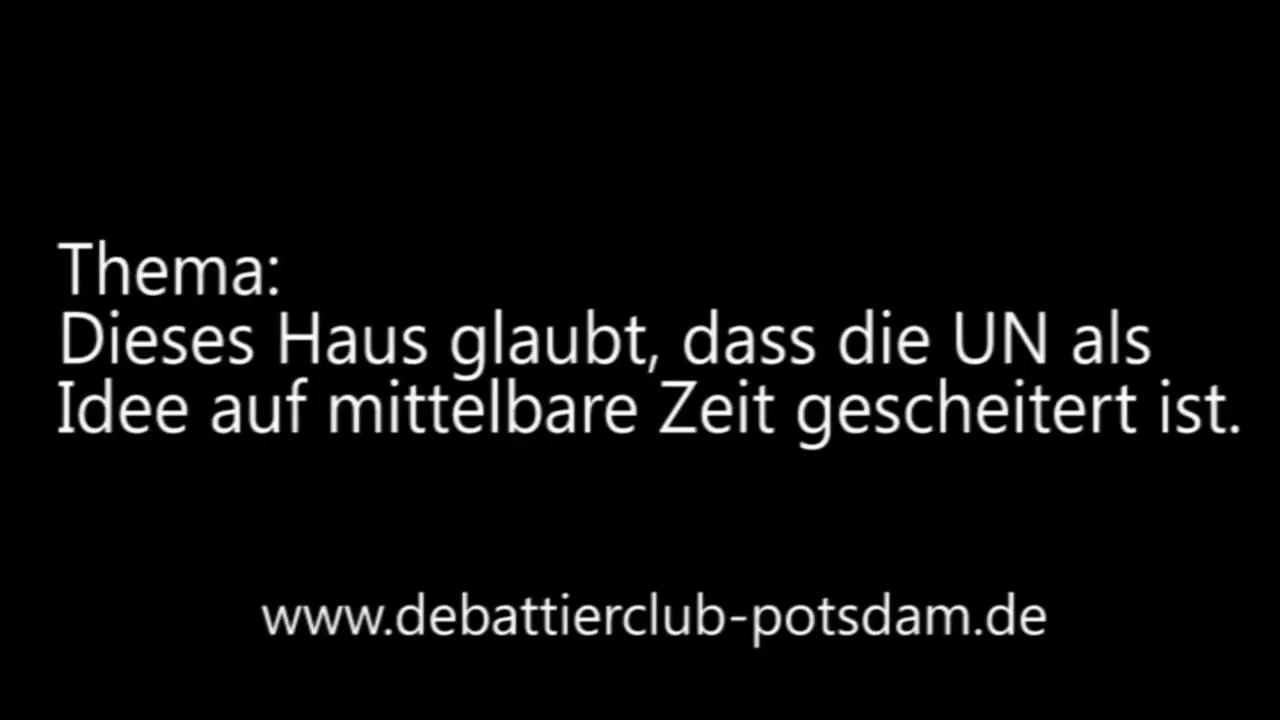 Thema:
Dieses Haus glaubt, dass die UN als
Idee auf mittelbare Zeit gescheitert ist.
www.debattierclub-potsdam.de